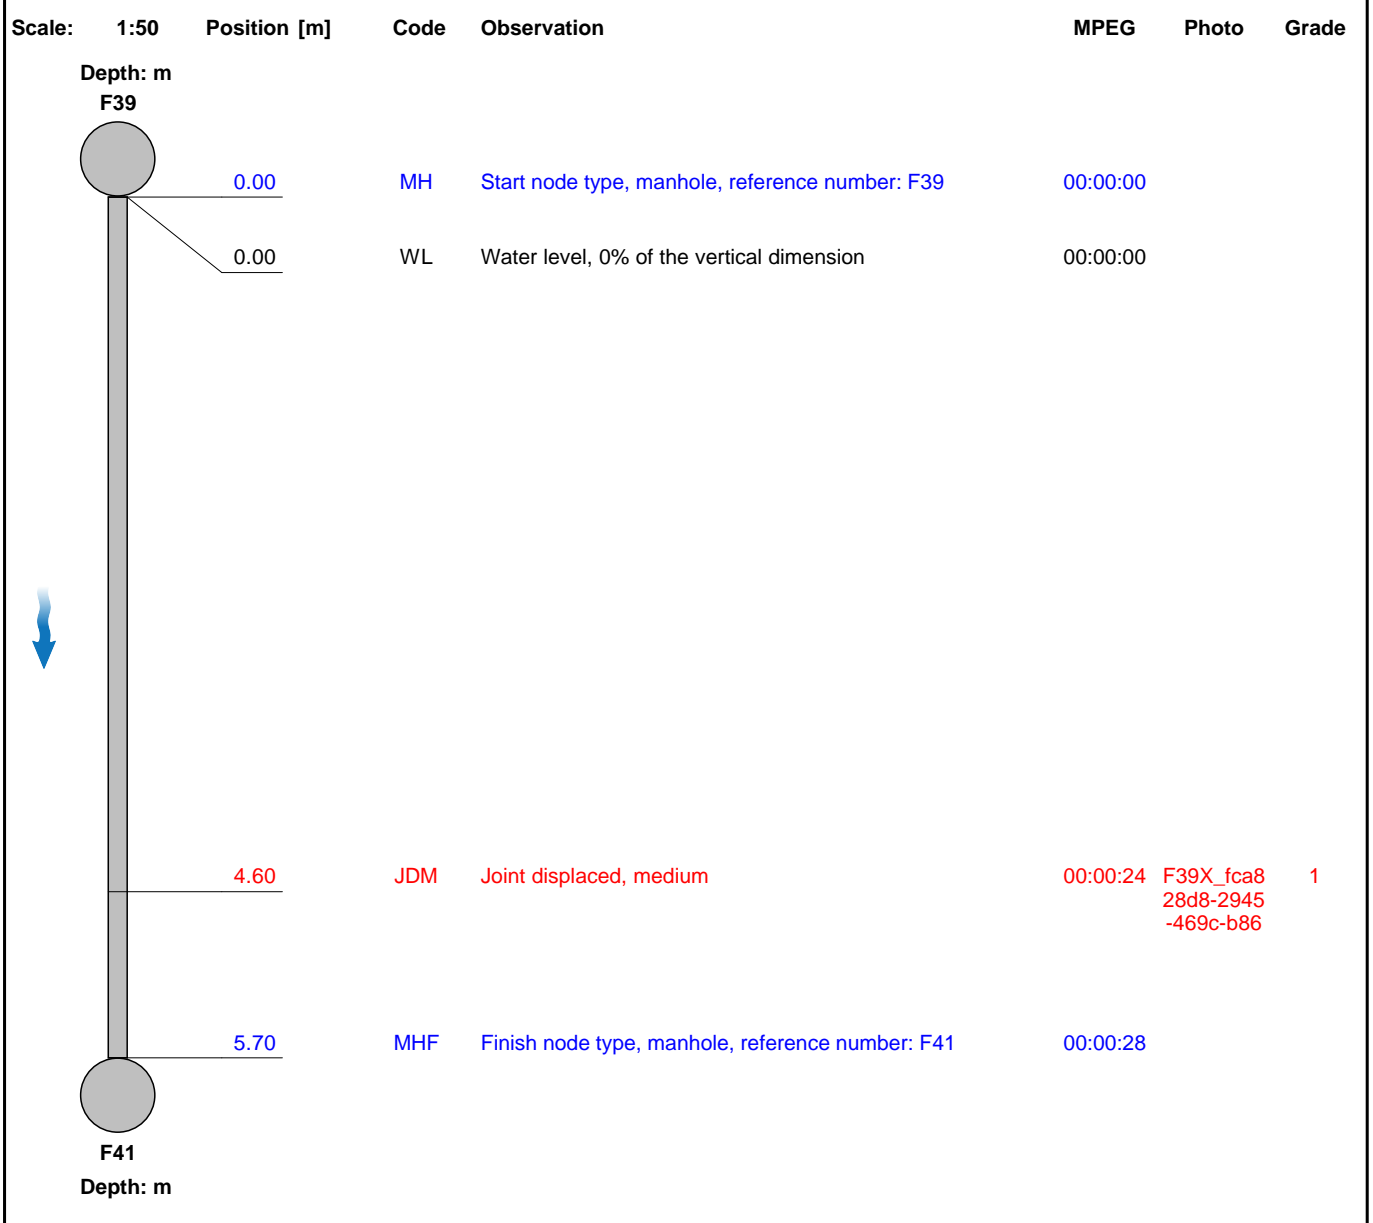 Scale: 1:50 Position [m] Code Observation MPEG Photo Grade
Depth: m
F39
0.00 MH Start node type, manhole, reference number: F39 00:00:00
0.00 WL Water level, 0% of the vertical dimension 00:00:00
4.60 JDM Joint displaced, medium 00:00:24 F39X_fca8 1
28d8-2945
-469c-b86
5.70 MHF Finish node type, manhole, reference number: F41 00:00:28
F41
Depth: m